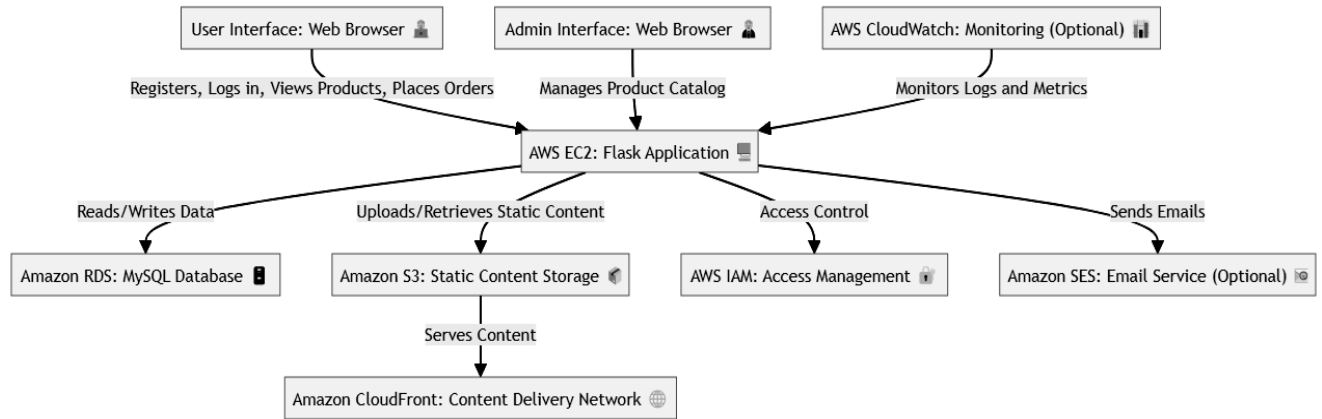 User Interface: Web Browser
Admin Interface: Web Browser
AWS CloudWatch: Monitoring (Optional)
Registers, Logs in, Views Products, Places Orders
Manages Product Catalog
Monitors Logs and Metrics
AWS EC2: Flask Application
Reads/Writes Data
Uploads/Retrieves Static Content
Access Control
Sends Emails
Amazon RDS: MySQL Database
Amazon S3: Static Content Storage
AWS IAM: Access Management
Amazon SES: Email Service (Optional)
Serves Content
Amazon CloudFront: Content Delivery Network